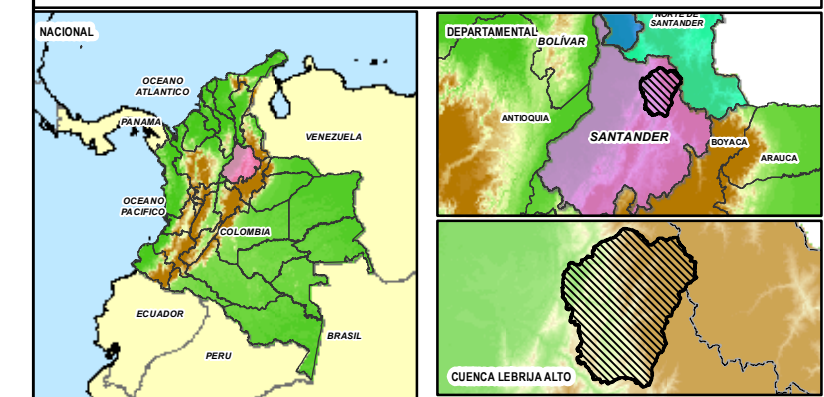 NACIONAL
OCEANO
ATLANTICO
PANAMA
VENEZUELA
OCEANO
PACIFICO
COLOMBIA
ECUADOR
BRASIL
PERU
DEPARTAMENTAL
BOLÍVAR
NORTE DE
SANTANDER
ANTIOQUIA
SANTANDER
BOYACA
ARAUCA
CUENCA LEBRIJA ALTO